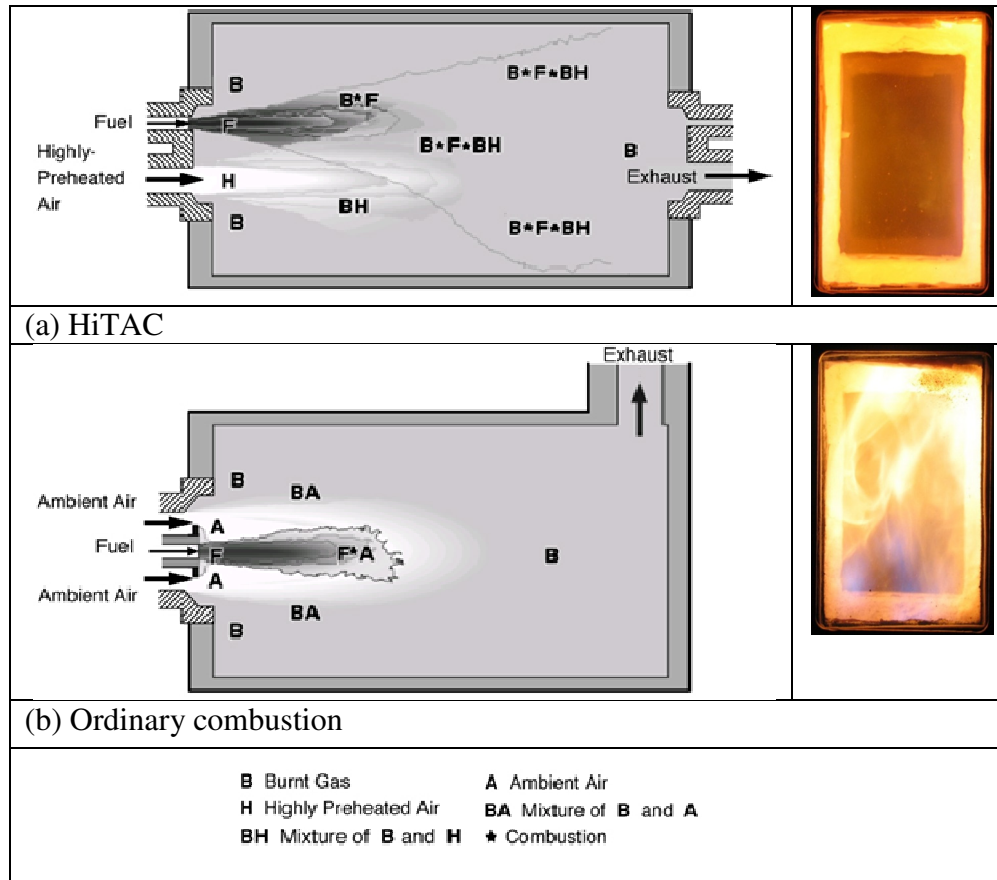 B
B★F
B★F★BH
Fuel
F
Highly-
Preheated
Air
H
B★F★BH
B
Exhaust
BH
B
B★F★BH
(a) HiTAC
Exhaust
B
BA
Ambient Air
A
Fuel
F
F★A
B
A
Ambient Air
BA
B
(b) Ordinary combustion
B Burnt Gas
A Ambient Air
H Highly Preheated Air
BA Mixture of B and A
BH Mixture of B and H
★ Combustion